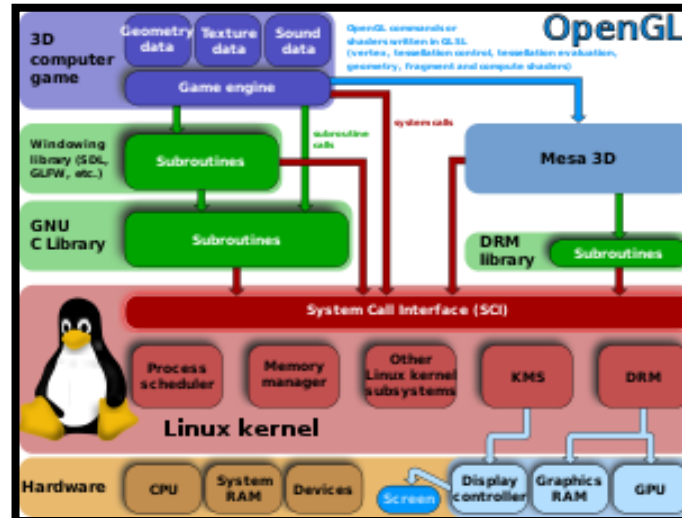 3D
computer
game
Geometry
data
Texture
data
Sound
data
Game engine
OpenGL commands or
shaders written in GLSL
(vertex, tessellation control, tessellation evaluation,
geometry, fragment and compute shaders)
OpenGL
subroutine
calls
system calls
Windowing
library (SDL,
GLFW, etc.)
Subroutines
Mesa 3D
GNU
C Library
Subroutines
DRM
library
Subroutines
System Call Interface (SCI)
Process
scheduler
Memory
manager
Other
Linux kernel
subsystems
KMS
DRM
Linux kernel
Hardware
CPU
System
RAM
Devices
Screen
Display
controller
Graphics
RAM
GPU